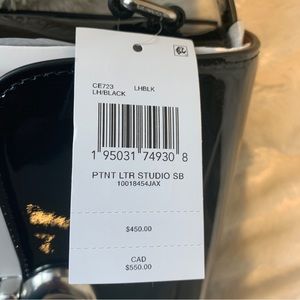 CE723 LHBLK
LH/BLACK
1 95031 74930 8
PTNT LTR STUDIO SB
10018454JAX
$450.00
CAD
$550.00